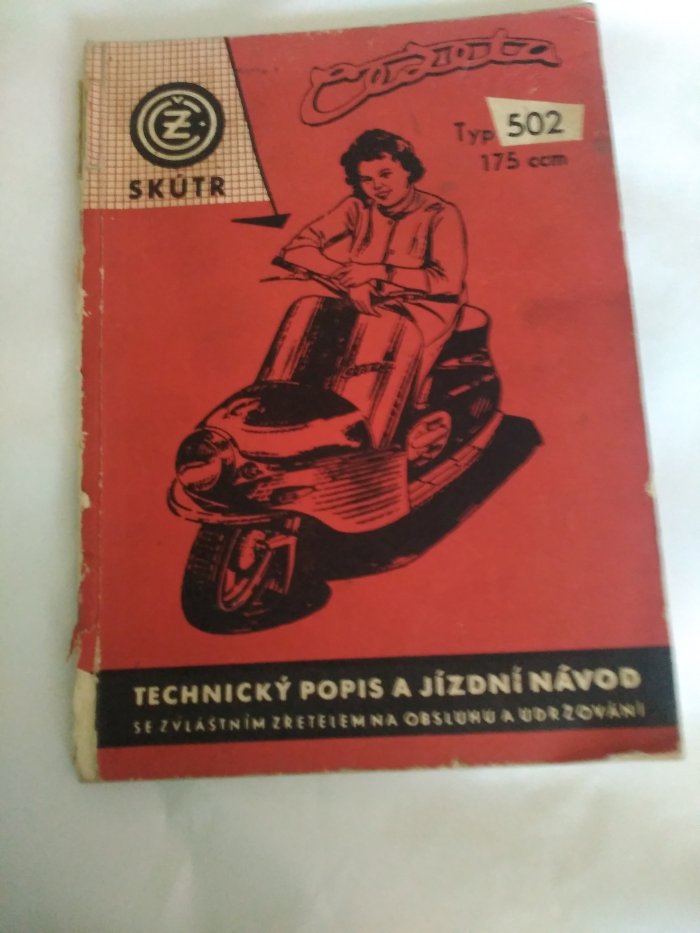 Čezeta
ČZ
SKÚTR
Typ 502
175 ccm
TECHNICKÝ POPIS A JÍZDNÍ NÁVOD
SE ZVLÁŠTNÍM ZŘETELEM NA OBSLUHU A UDRŽOVÁNÍ